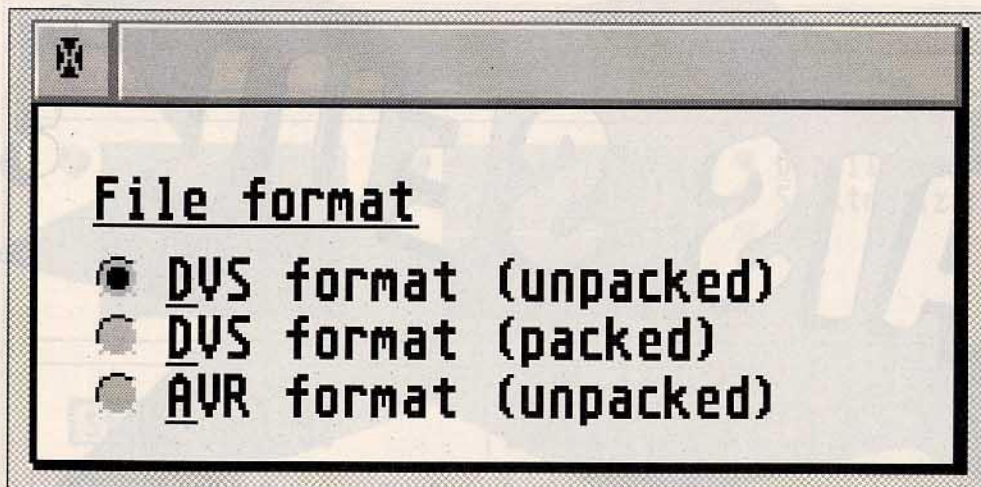 File format
DVS format (unpacked)
DVS format (packed)
AVR format (unpacked)